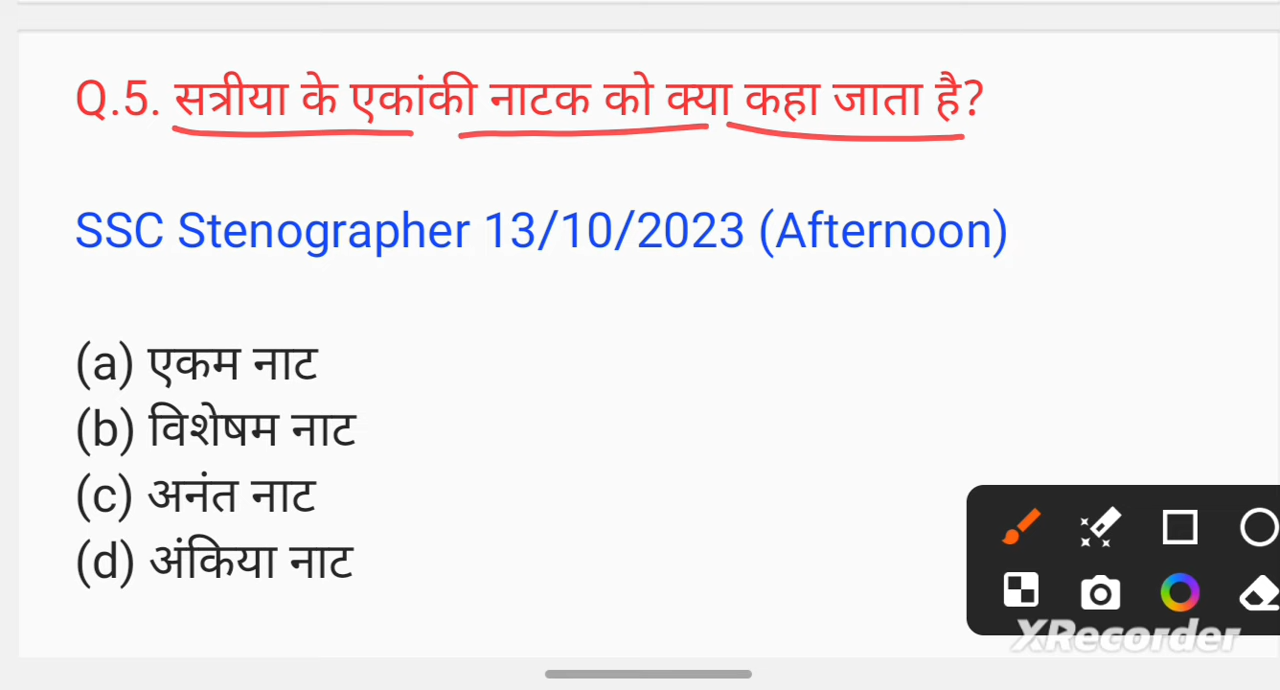 Q.5. सत्रीया के एकांकी नाटक को क्या कहा जाता है?
SSC Stenographer 13/10/2023 (Afternoon)
(a) एकम नाट
(b) विशेषम नाट
(c) अनंत नाट
(d) अंकिया नाट
XRecorder